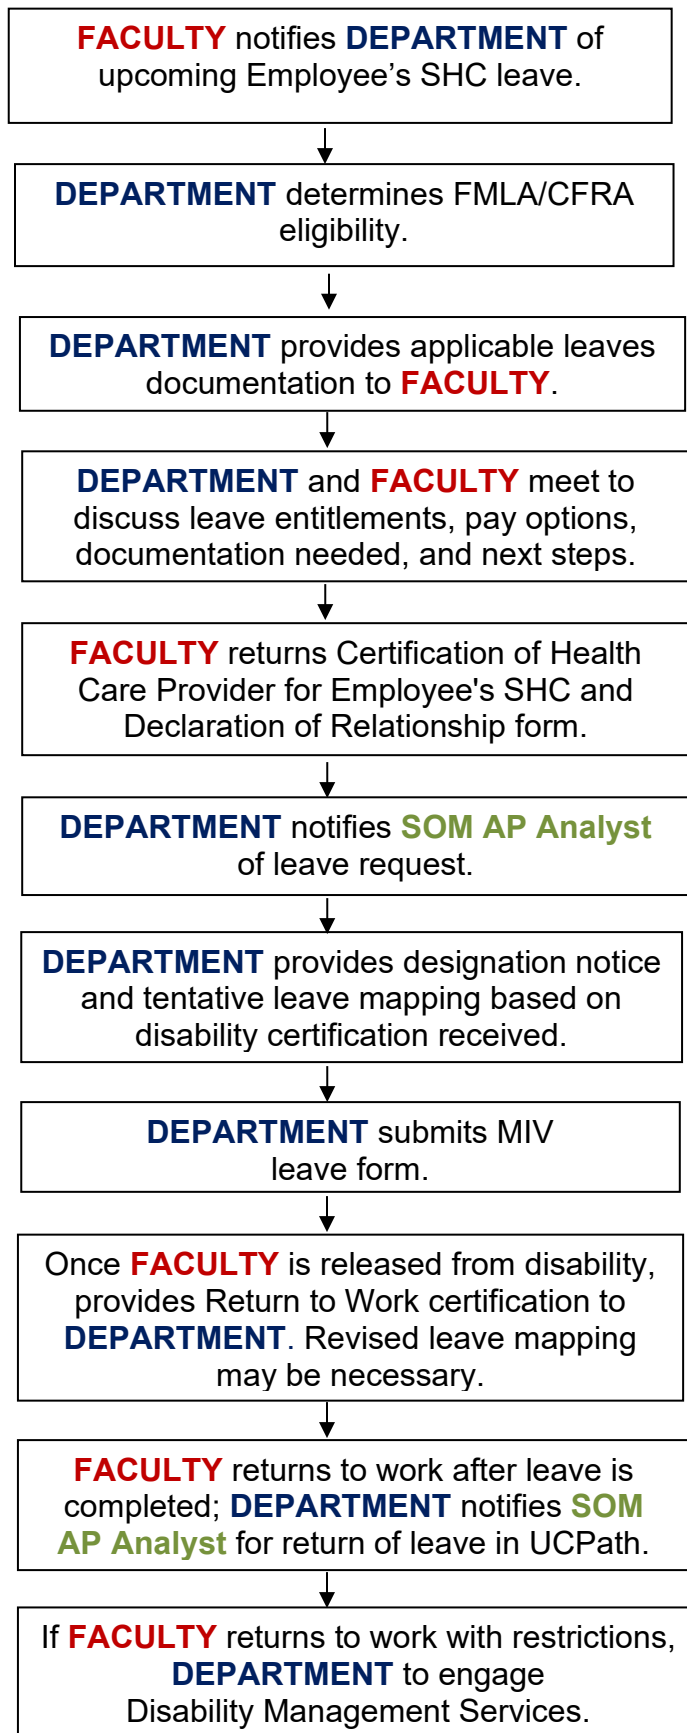 FACULTY notifies DEPARTMENT of
upcoming Employee’s SHC leave.
DEPARTMENT determines FMLA/CFRA
eligibility.
DEPARTMENT provides applicable leaves
documentation to FACULTY.
DEPARTMENT and FACULTY meet to
discuss leave entitlements, pay options,
documentation needed, and next steps.
FACULTY returns Certification of Health
Care Provider for Employee's SHC and
Declaration of Relationship form.
DEPARTMENT notifies SOM AP Analyst
of leave request.
DEPARTMENT provides designation notice
and tentative leave mapping based on
disability certification received.
DEPARTMENT submits MIV
leave form.
Once FACULTY is released from disability,
provides Return to Work certification to
DEPARTMENT. Revised leave mapping
may be necessary.
FACULTY returns to work after leave is
completed; DEPARTMENT notifies SOM
AP Analyst for return of leave in UCPath.
If FACULTY returns to work with restrictions,
DEPARTMENT to engage
Disability Management Services.